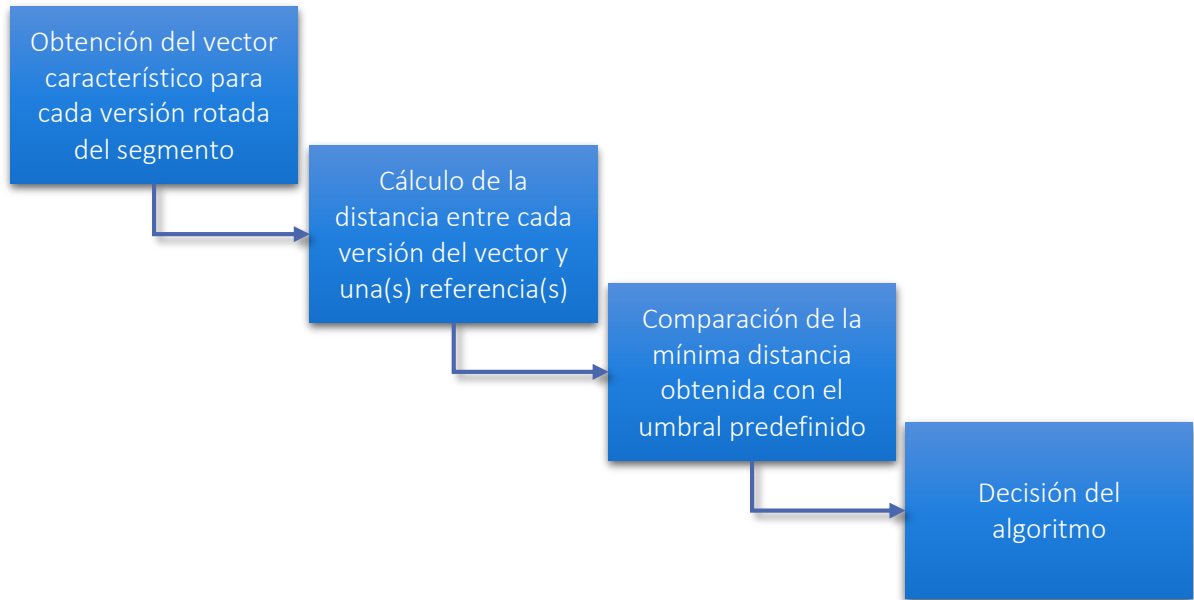 Obtención del vector
característico para
cada versión rotada
del segmento
Cálculo de la
distancia entre cada
versión del vector y
una(s) referencia(s)
Comparación de la
mínima distancia
obtenida con el
umbral predefinido
Decisión del
algoritmo